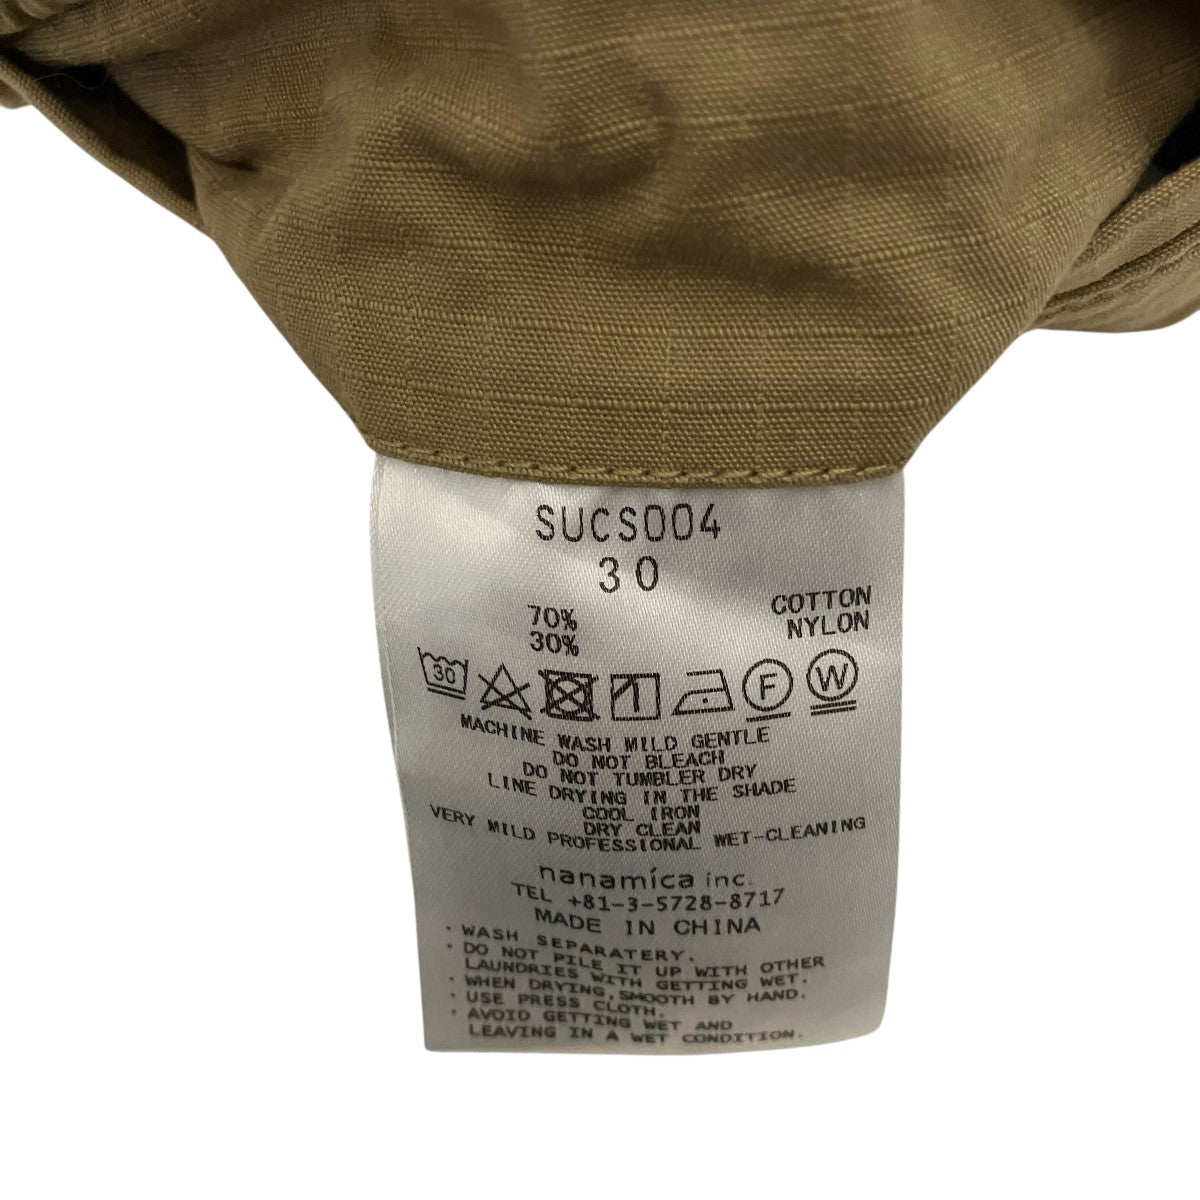 SUCS004
30
70% COTTON
30% NYLON
30 F W
MACHINE WASH MILD GENTLE
DO NOT BLEACH
DO NOT TUMBLER DRY
LINE DRYING IN THE SHADE
COOL IRON
DRY CLEAN
VERY MILD PROFESSIONAL WET-CLEANING
nanamica inc.
TEL +81-3-5728-8717
MADE IN CHINA
・WASH SEPARATERY.
・DO NOT PILE IT UP WITH OTHER
LAUNDRIES WITH GETTING WET.
・WHEN DRYING,SMOOTH BY HAND.
・USE PRESS CLOTH.
・AVOID GETTING WET AND
LEAVING IN A WET CONDITION.